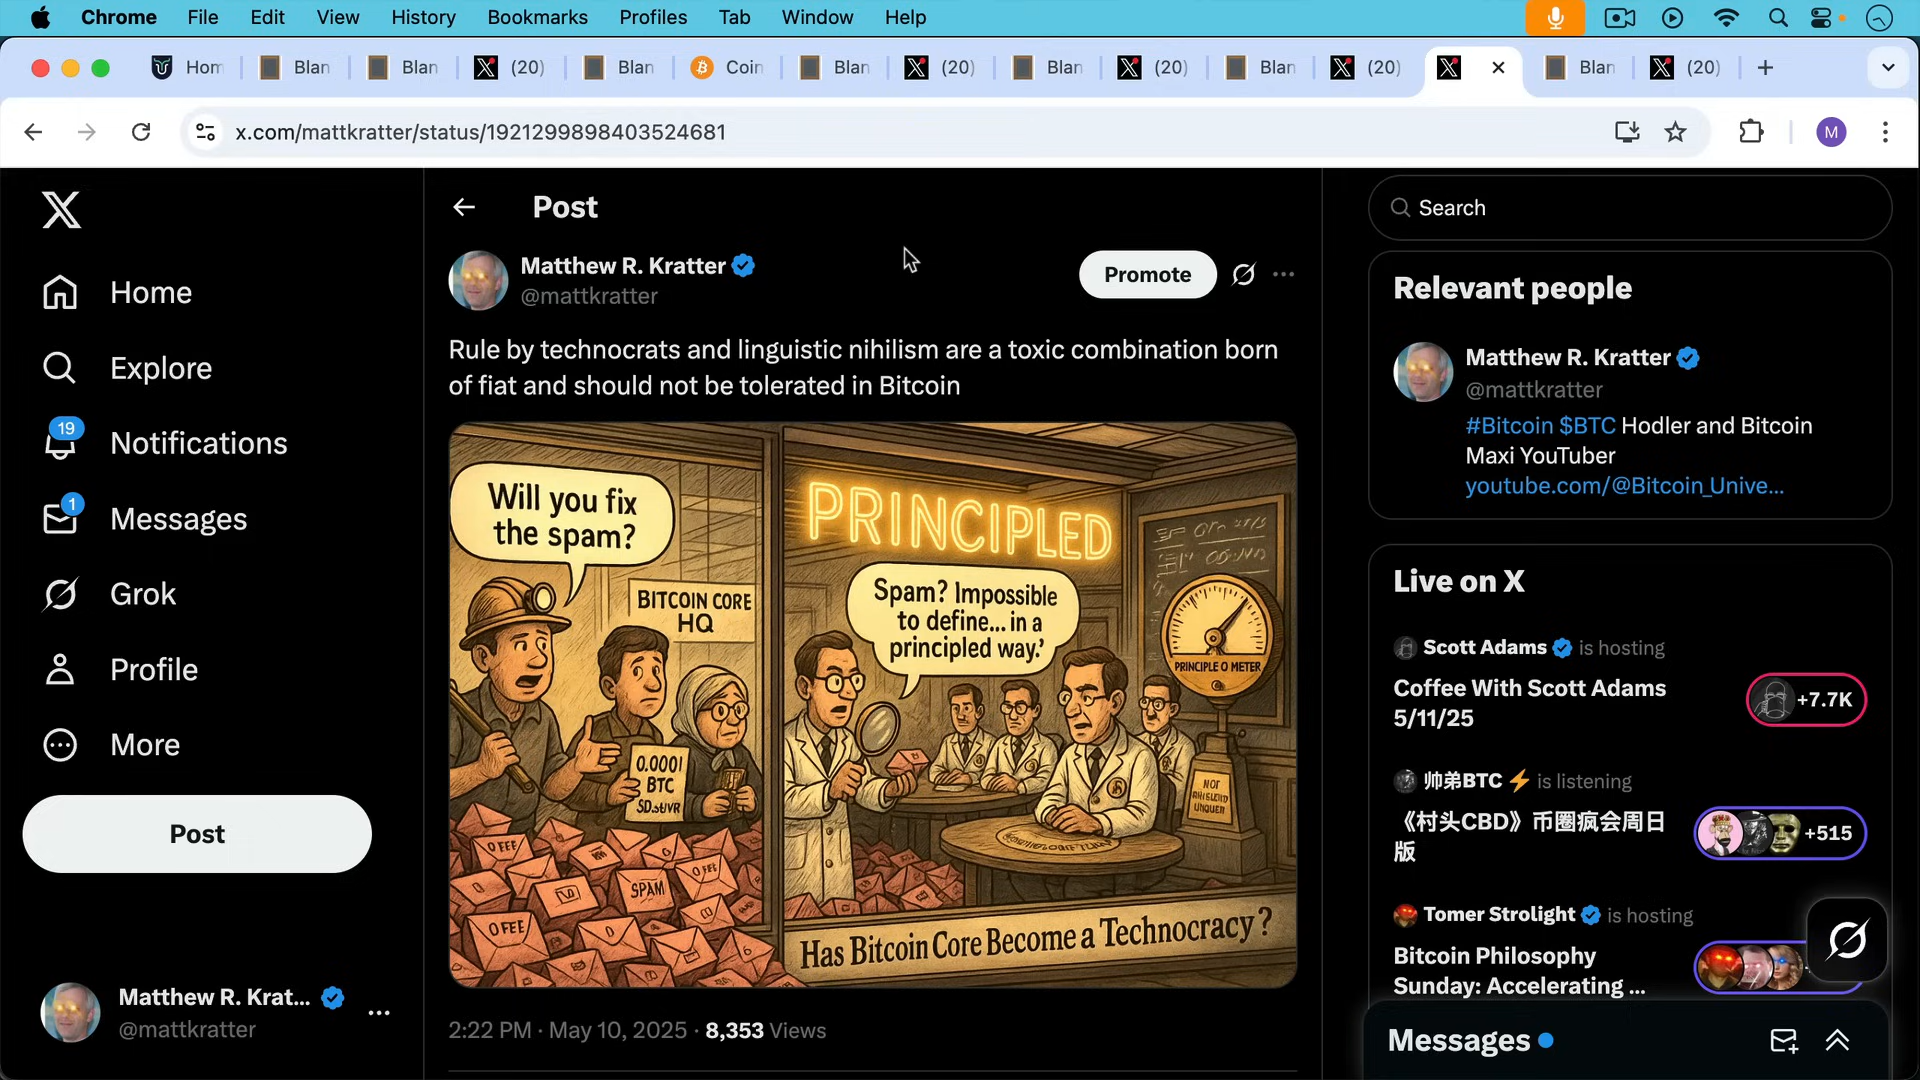 Chrome File Edit View History Bookmarks Profiles Tab Window Help
Hom Blan Blan (20) Blan Coin Blan (20) Blan (20) Blan (20) Blan (20)
x.com/mattkratter/status/1921299898403524681
M
Post
Search
Home
Explore
19
Notifications
1
Messages
Grok
Profile
More
Post
Matthew R. Krat...
@mattkratter
Matthew R. Kratter
@mattkratter
Promote
Rule by technocrats and linguistic nihilism are a toxic combination born
of fiat and should not be tolerated in Bitcoin
Will you fix
the spam?
BITCOIN CORE
HQ
0.0001
BTC
SPAM
OFEE
OFEE
OFEE
PRINCIPLED
Spam? Impossible
to define... in a
principled way.'
PRINCIPLE O METER
NOT
Has Bitcoin Core Become a Technocracy?
2:22 PM · May 10, 2025 · 8,353 Views
Relevant people
Matthew R. Kratter
@mattkratter
#Bitcoin $BTC Hodler and Bitcoin
Maxi YouTuber
youtube.com/@Bitcoin_Unive...
Live on X
Scott Adams is hosting
Coffee With Scott Adams
5/11/25
+7.7K
帅弟BTC⚡ is listening
《村头CBD》币圈疯会周日
版
+515
Tomer Strolight is hosting
Bitcoin Philosophy
Sunday: Accelerating ...
Messages